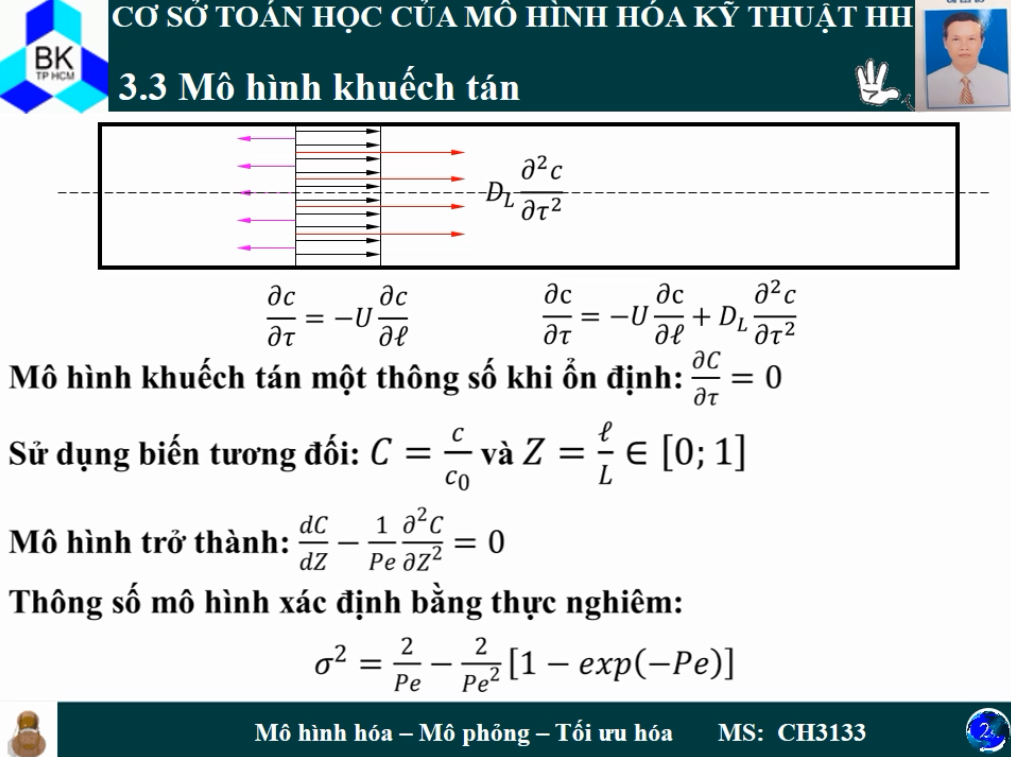 CƠ SỞ TOÁN HỌC CỦA MÔ HÌNH HÓA KỸ THUẬT HH
BK
TP HCM
3.3 Mô hình khuếch tán
D_L ∂²c/∂τ²
∂c/∂τ = −U ∂c/∂ℓ ∂c/∂τ = −U ∂c/∂ℓ + D_L ∂²c/∂τ²
Mô hình khuếch tán một thông số khi ổn định: ∂C/∂τ = 0
Sử dụng biến tương đối: C = c/c₀ và Z = ℓ/L ∈ [0; 1]
Mô hình trở thành: dC/dZ − 1/Pe ∂²C/∂Z² = 0
Thông số mô hình xác định bằng thực nghiêm:
σ² = 2/Pe − 2/Pe² [1 − exp(−Pe)]
Mô hình hóa – Mô phỏng – Tối ưu hóa MS: CH3133